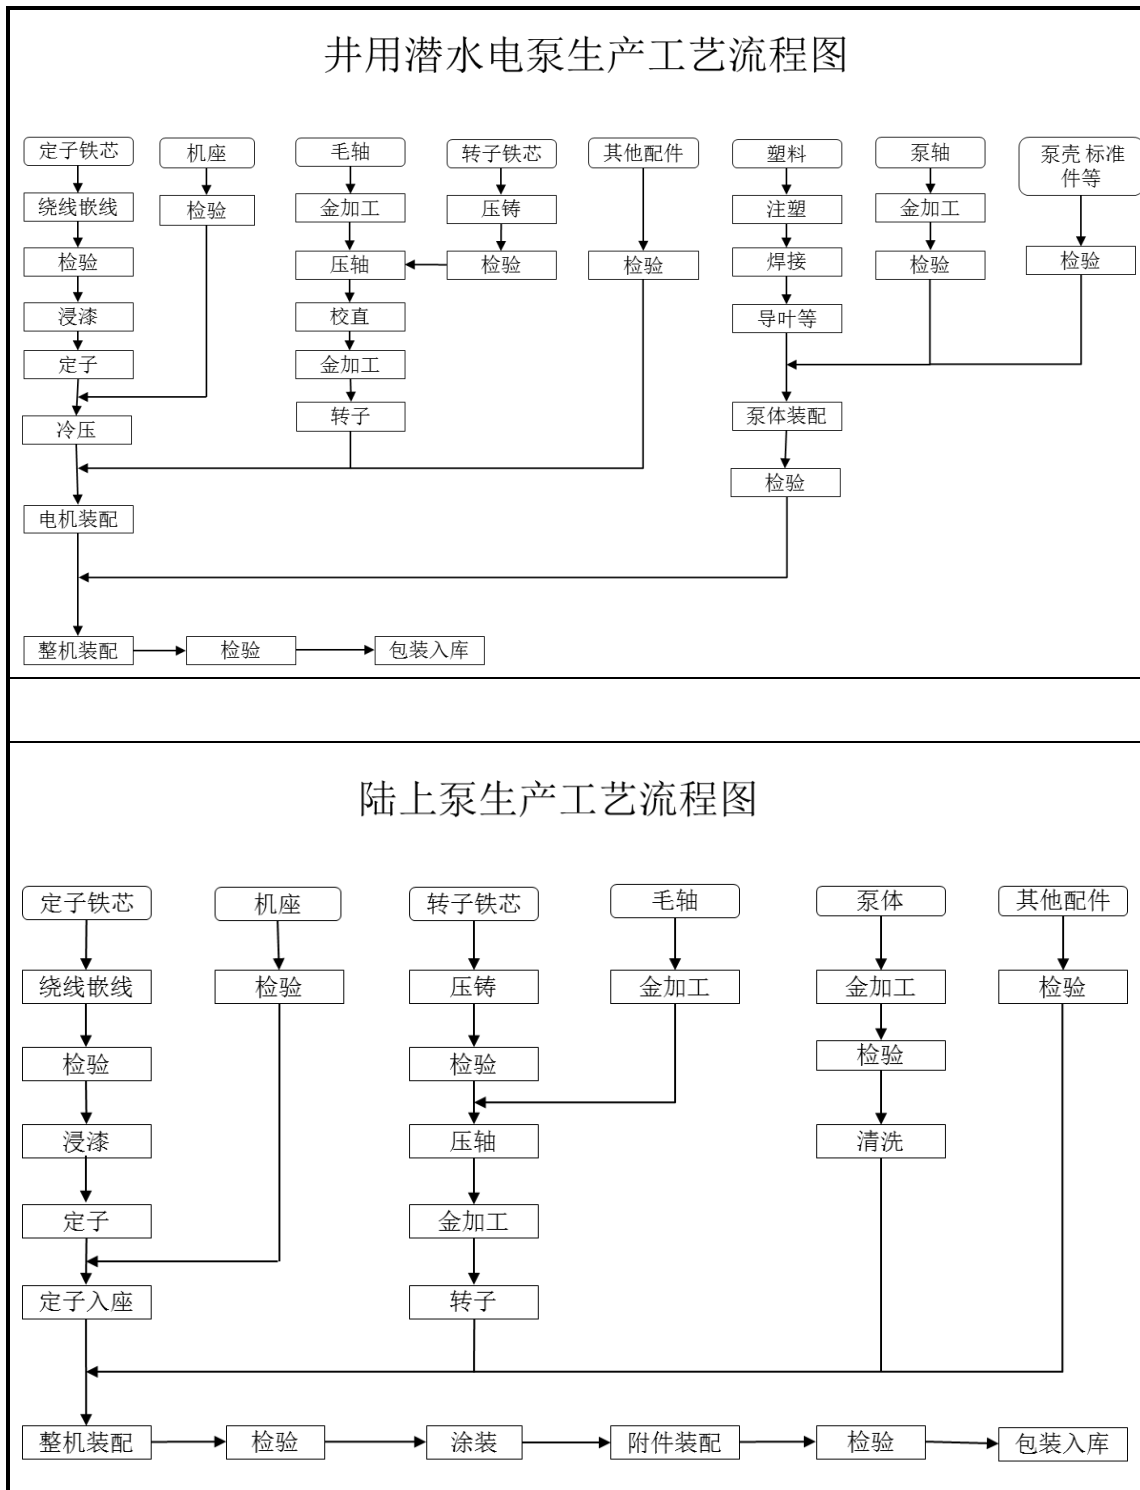 井用潜水电泵生产工艺流程图
定子铁芯
机座
毛轴
转子铁芯
其他配件
塑料
泵轴
泵壳 标准
件等
绕线嵌线
检验
金加工
压铸
注塑
金加工
检验
压轴
检验
检验
焊接
检验
检验
浸漆
校直
导叶等
定子
金加工
冷压
转子
泵体装配
检验
电机装配
整机装配
检验
包装入库
陆上泵生产工艺流程图
定子铁芯
机座
转子铁芯
毛轴
泵体
其他配件
绕线嵌线
检验
压铸
金加工
金加工
检验
检验
检验
检验
浸漆
压轴
清洗
定子
金加工
定子入座
转子
整机装配
检验
涂装
附件装配
检验
包装入库